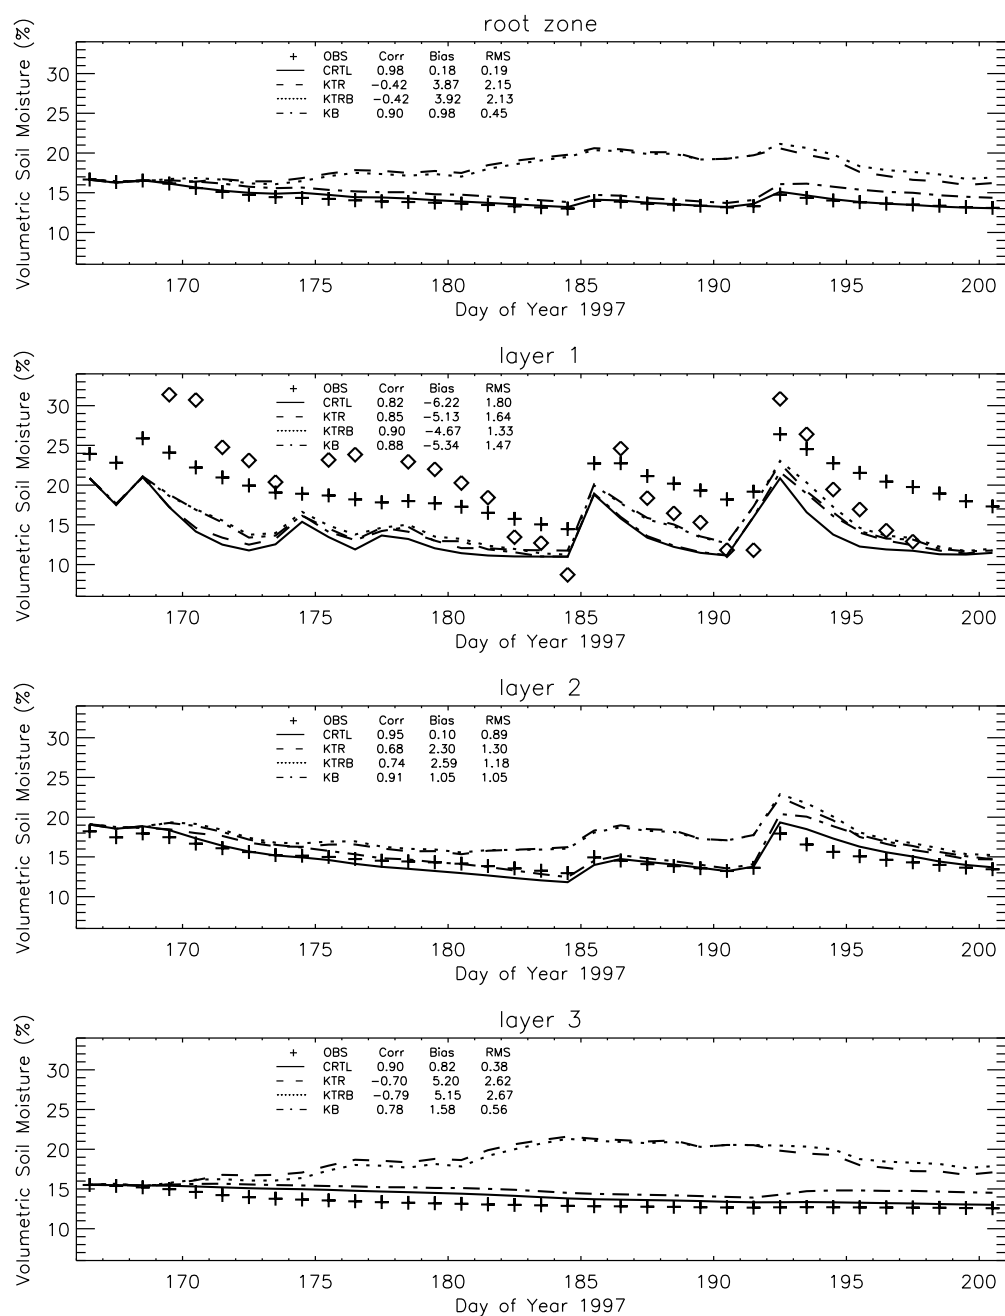 root zone
Volumetric Soil Moisture (%)
30
25
20
15
10
+ OBS Corr Bias RMS
CRTL 0.98 0.18 0.19
KTR −0.42 3.87 2.15
KTRB −0.42 3.92 2.13
KB 0.90 0.98 0.45
170 175 180 185 190 195 200
Day of Year 1997
layer 1
Volumetric Soil Moisture (%)
30
25
20
15
10
+ OBS Corr Bias RMS
CRTL 0.82 −6.22 1.80
KTR 0.85 −5.13 1.64
KTRB 0.90 −4.67 1.33
KB 0.88 −5.34 1.47
170 175 180 185 190 195 200
Day of Year 1997
layer 2
Volumetric Soil Moisture (%)
30
25
20
15
10
+ OBS Corr Bias RMS
CRTL 0.95 0.10 0.89
KTR 0.68 2.30 1.30
KTRB 0.74 2.59 1.18
KB 0.91 1.05 1.05
170 175 180 185 190 195 200
Day of Year 1997
layer 3
Volumetric Soil Moisture (%)
30
25
20
15
10
+ OBS Corr Bias RMS
CRTL 0.90 0.82 0.38
KTR −0.70 5.20 2.62
KTRB −0.79 5.15 2.67
KB 0.78 1.58 0.56
170 175 180 185 190 195 200
Day of Year 1997